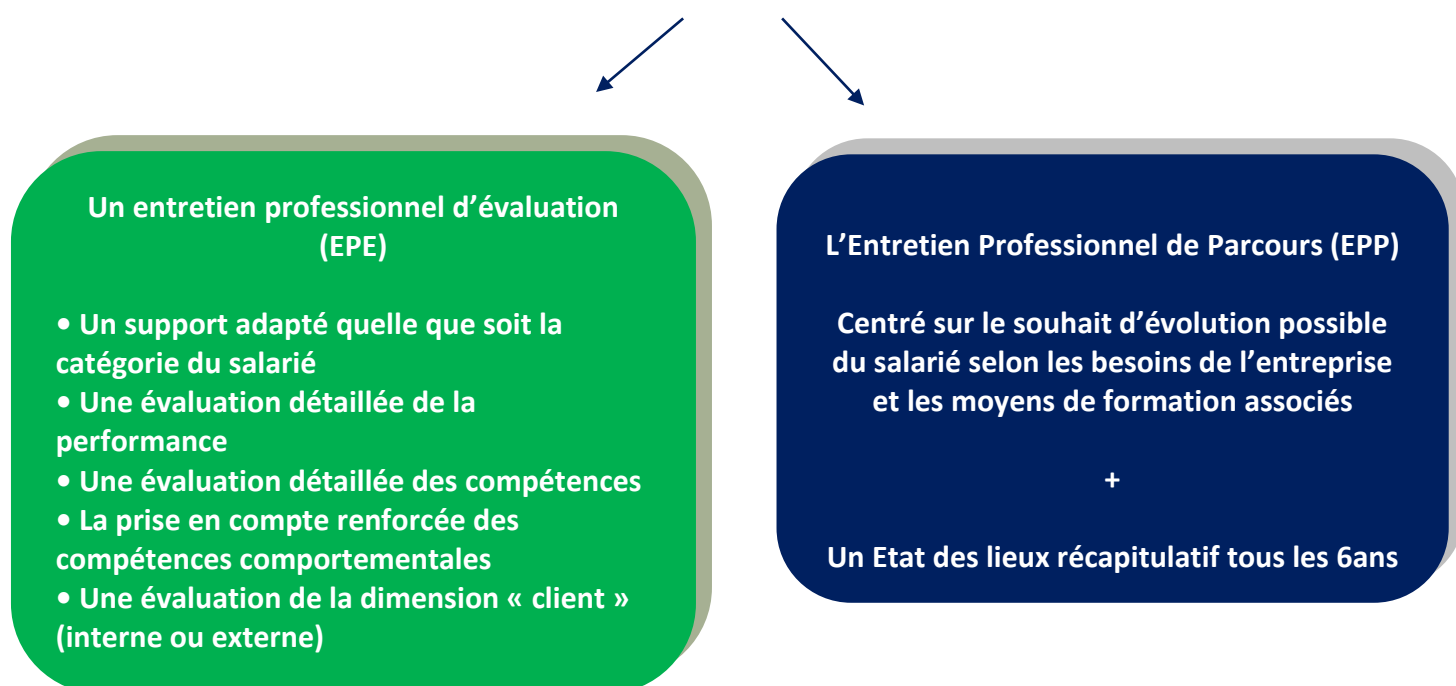 Un entretien professionnel d’évaluation
(EPE)
• Un support adapté quelle que soit la
catégorie du salarié
• Une évaluation détaillée de la
performance
• Une évaluation détaillée des compétences
• La prise en compte renforcée des
compétences comportementales
• Une évaluation de la dimension « client »
(interne ou externe)
L’Entretien Professionnel de Parcours (EPP)
Centré sur le souhait d’évolution possible
du salarié selon les besoins de l’entreprise
et les moyens de formation associés
+
Un Etat des lieux récapitulatif tous les 6ans